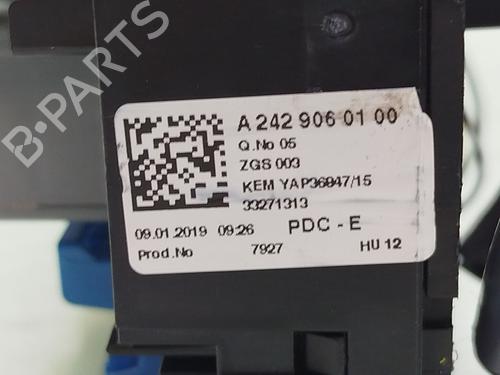 B-PARTS
A 242 906 01 00
Q.No 05
ZGS 003
KEM YAP36947/15
33271313
09.01.2019 09:26 PDC - E
Prod.No 7927 HU 12